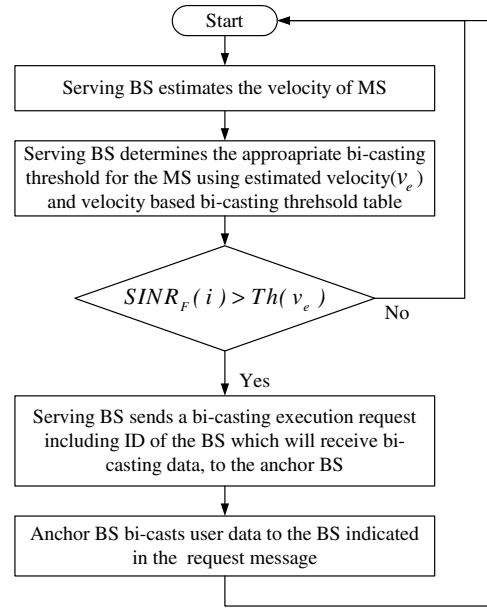 Start
Serving BS estimates the velocity of MS
Serving BS determines the approapriate bi-casting
threshold for the MS using estimated velocity(v_e)
and velocity based bi-casting threhsold table
SINR_F(i) > Th(v_e)
No
Yes
Serving BS sends a bi-casting execution request
including ID of the BS which will receive bi-
casting data, to the anchor BS
Anchor BS bi-casts user data to the BS indicated
in the request message